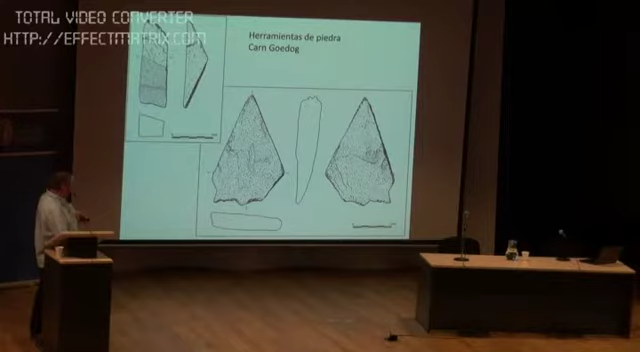 TOTAL VIDEO CONVERTER
HTTP://EFFECTMATRIX.COM
Herramientas de piedra
Carn Goedog